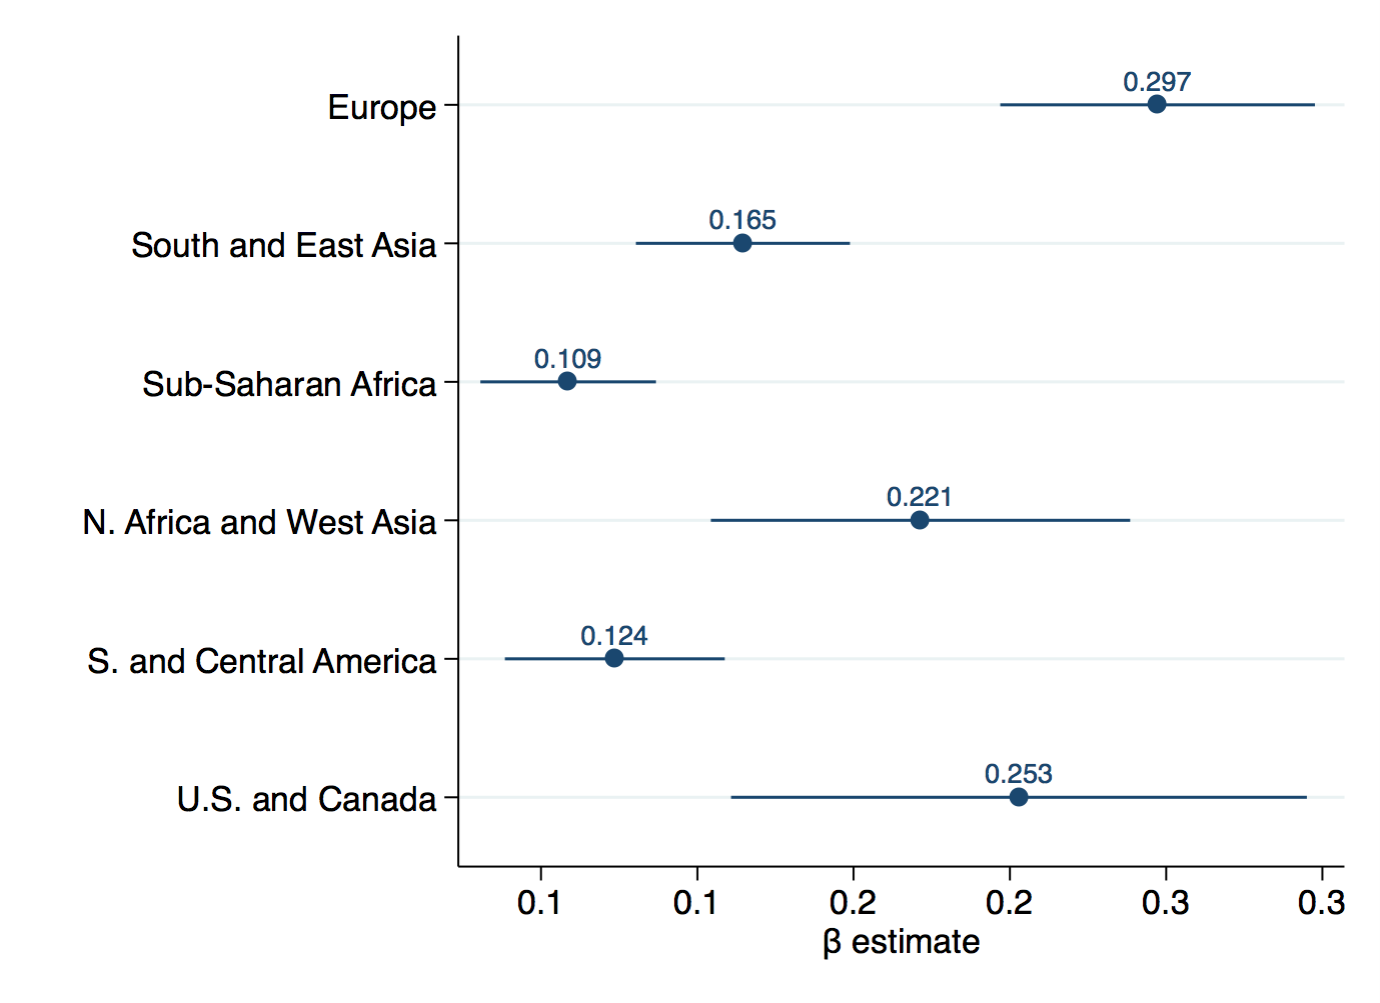 0.297
Europe
0.165
South and East Asia
0.109
Sub-Saharan Africa
0.221
N. Africa and West Asia
0.124
S. and Central America
0.253
U.S. and Canada
0.1 0.1 0.2 0.2 0.3 0.3
β estimate